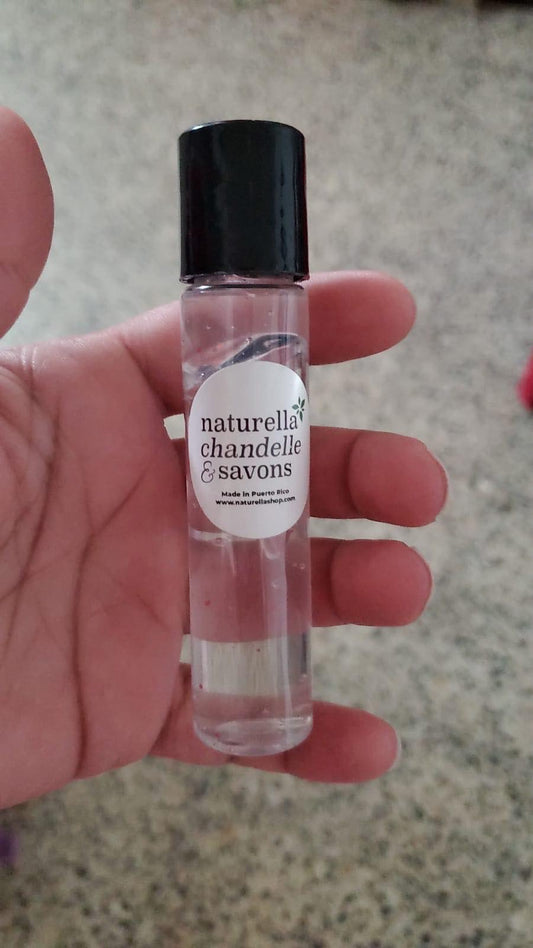 naturella
chandelle
& savons
Made in Puerto Rico
www.naturellashop.com